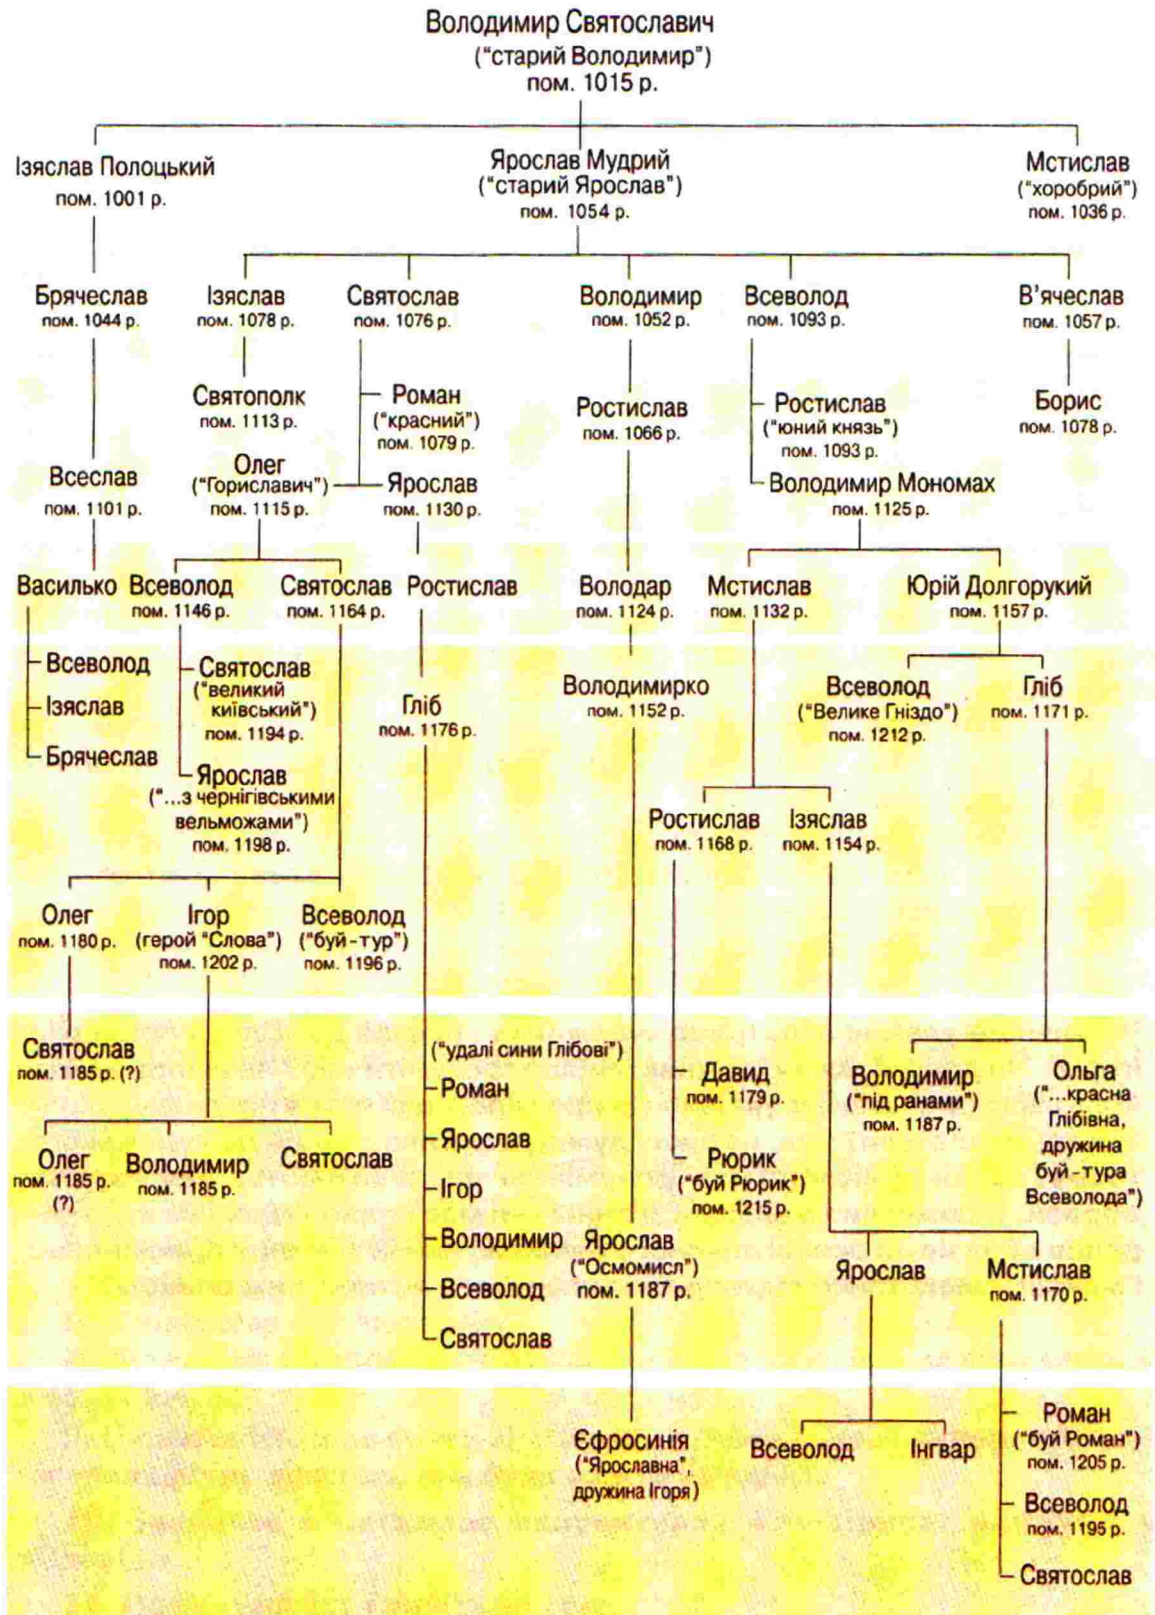 Володимир Святославич
("старий Володимир")
пом. 1015 р.
Ізяслав Полоцький
пом. 1001 р.
Ярослав Мудрий
("старий Ярослав")
пом. 1054 р.
Мстислав
("хоробрий")
пом. 1036 р.
Брячеслав
пом. 1044 р.
Ізяслав
пом. 1078 р.
Святослав
пом. 1076 р.
Володимир
пом. 1052 р.
Всеволод
пом. 1093 р.
В'ячеслав
пом. 1057 р.
Святополк
пом. 1113 р.
Роман
("красний")
пом. 1079 р.
Ростислав
пом. 1066 р.
Ростислав
("юний князь")
пом. 1093 р.
Борис
пом. 1078 р.
Всеслав
пом. 1101 р.
Олег
("Гориславич")
пом. 1115 р.
Ярослав
пом. 1130 р.
Володимир Мономах
пом. 1125 р.
Василько
Всеволод
пом. 1146 р.
Святослав
пом. 1164 р.
Ростислав
Володар
пом. 1124 р.
Мстислав
пом. 1132 р.
Юрій Долгорукий
пом. 1157 р.
Всеволод
Ізяслав
Брячеслав
Святослав
("великий
київський")
пом. 1194 р.
Ярослав
("...з чернігівськими
вельможами")
пом. 1198 р.
Гліб
пом. 1176 р.
Володимирко
пом. 1152 р.
Всеволод
("Велике Гніздо")
пом. 1212 р.
Гліб
пом. 1171 р.
Ростислав
пом. 1168 р.
Ізяслав
пом. 1154 р.
Олег
пом. 1180 р.
Ігор
(герой "Слова")
пом. 1202 р.
Всеволод
("буй-тур")
пом. 1196 р.
Святослав
пом. 1185 р. (?)
Олег
пом. 1185 р.
(?)
Володимир
пом. 1185 р.
Святослав
("удалі сини Глібові")
Роман
Ярослав
Ігор
Володимир
Всеволод
Святослав
Давид
пом. 1179 р.
Рюрик
("буй Рюрик")
пом. 1215 р.
Володимир
("під ранами")
пом. 1187 р.
Ольга
("...красна
Глібівна,
дружина
буй-тура
Всеволода")
Ярослав
("Осмомисл")
пом. 1187 р.
Ярослав
Мстислав
пом. 1170 р.
Єфросинія
("Ярославна",
дружина Ігоря)
Всеволод
Інгвар
Роман
("буй Роман")
пом. 1205 р.
Всеволод
пом. 1195 р.
Святослав